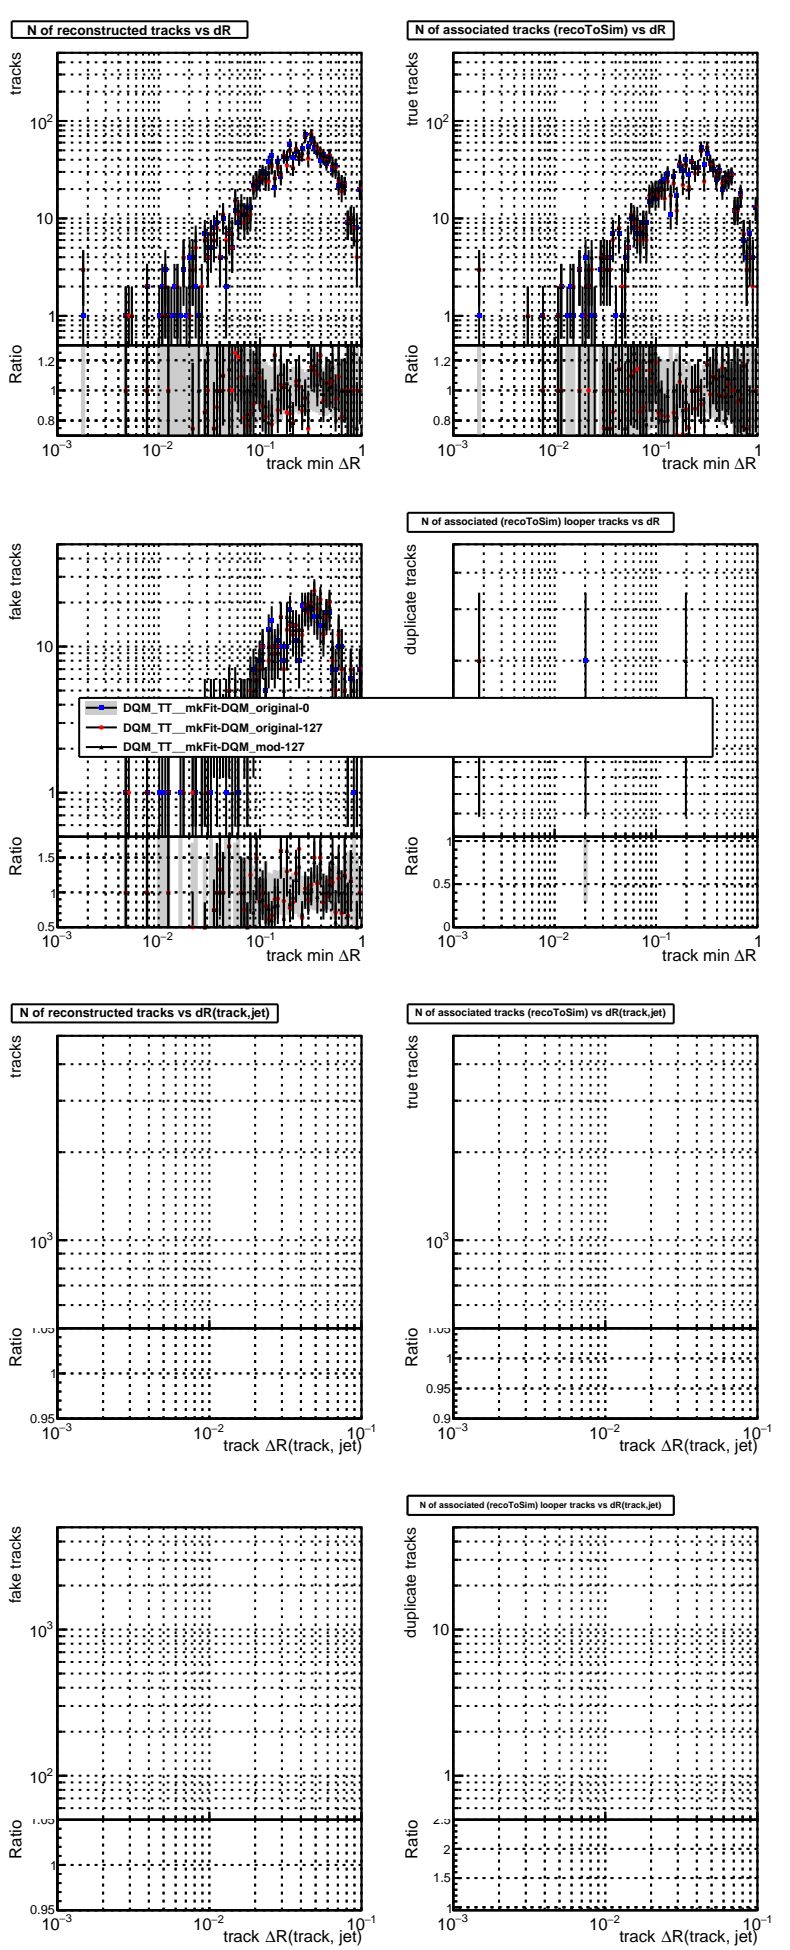 N of reconstructed tracks vs dR
tracks
10²
10
1
Ratio
1.2
1
0.8
10⁻³ 10⁻² 10⁻¹ 1
track min ΔR
N of associated tracks (recoToSim) vs dR
true tracks
10²
10
1
Ratio
1.2
1
0.8
10⁻³ 10⁻² 10⁻¹ 1
track min ΔR
fake tracks
10
1
Ratio
1.5
1
0.5
10⁻³ 10⁻² 10⁻¹ 1
track min ΔR
N of associated (recoToSim) looper tracks vs dR
duplicate tracks
Ratio
1
0.5
0
10⁻³ 10⁻² 10⁻¹ 1
track min ΔR
DQM_TT__mkFit-DQM_original-0
DQM_TT__mkFit-DQM_original-127
DQM_TT__mkFit-DQM_mod-127
N of reconstructed tracks vs dR(track,jet)
tracks
10³
Ratio
1.05
1
0.95
10⁻³ 10⁻² 10⁻¹
track ΔR(track, jet)
N of associated tracks (recoToSim) vs dR(track,jet)
true tracks
10³
Ratio
1.05
1
0.95
0.9
10⁻³ 10⁻² 10⁻¹
track ΔR(track, jet)
fake tracks
10³
10²
Ratio
1.05
1
0.95
10⁻³ 10⁻² 10⁻¹
track ΔR(track, jet)
N of associated (recoToSim) looper tracks vs dR(track,jet)
duplicate tracks
10
1
Ratio
2.5
2
1.5
1
10⁻³ 10⁻² 10⁻¹
track ΔR(track, jet)